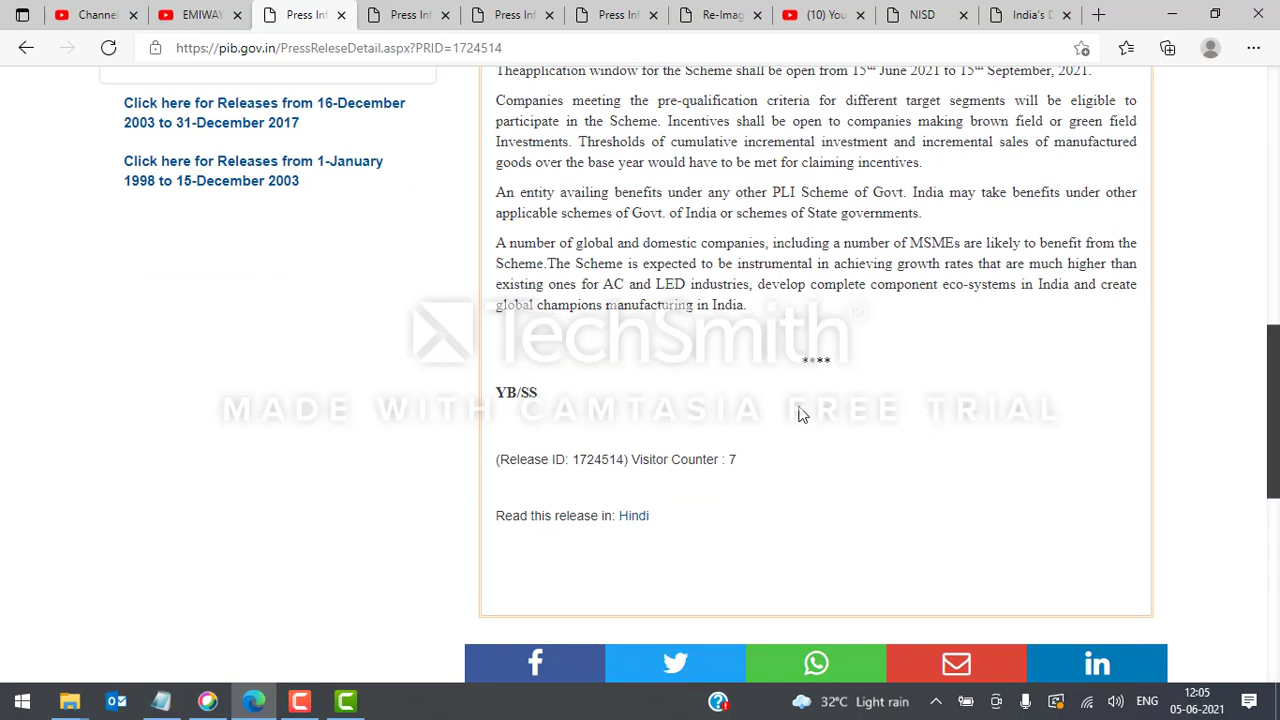 Channel
EMIWAY
Press Inf
Press Inf
Press Inf
Press Inf
Re-Imag
(10) You
NISD
India's D
https://pib.gov.in/PressReleseDetail.aspx?PRID=1724514
Click here for Releases from 16-December
2003 to 31-December 2017
Click here for Releases from 1-January
1998 to 15-December 2003
Theapplication window for the Scheme shall be open from 15th June 2021 to 15th September, 2021.
Companies meeting the pre-qualification criteria for different target segments will be eligible to
participate in the Scheme. Incentives shall be open to companies making brown field or green field
Investments. Thresholds of cumulative incremental investment and incremental sales of manufactured
goods over the base year would have to be met for claiming incentives.
An entity availing benefits under any other PLI Scheme of Govt. India may take benefits under other
applicable schemes of Govt. of India or schemes of State governments.
A number of global and domestic companies, including a number of MSMEs are likely to benefit from the
Scheme.The Scheme is expected to be instrumental in achieving growth rates that are much higher than
existing ones for AC and LED industries, develop complete component eco-systems in India and create
global champions manufacturing in India.
TechSmith®
****
YB/SS
MADE WITH CAMTASIA FREE TRIAL
(Release ID: 1724514) Visitor Counter : 7
Read this release in: Hindi
32°C Light rain
ENG
12:05
05-06-2021